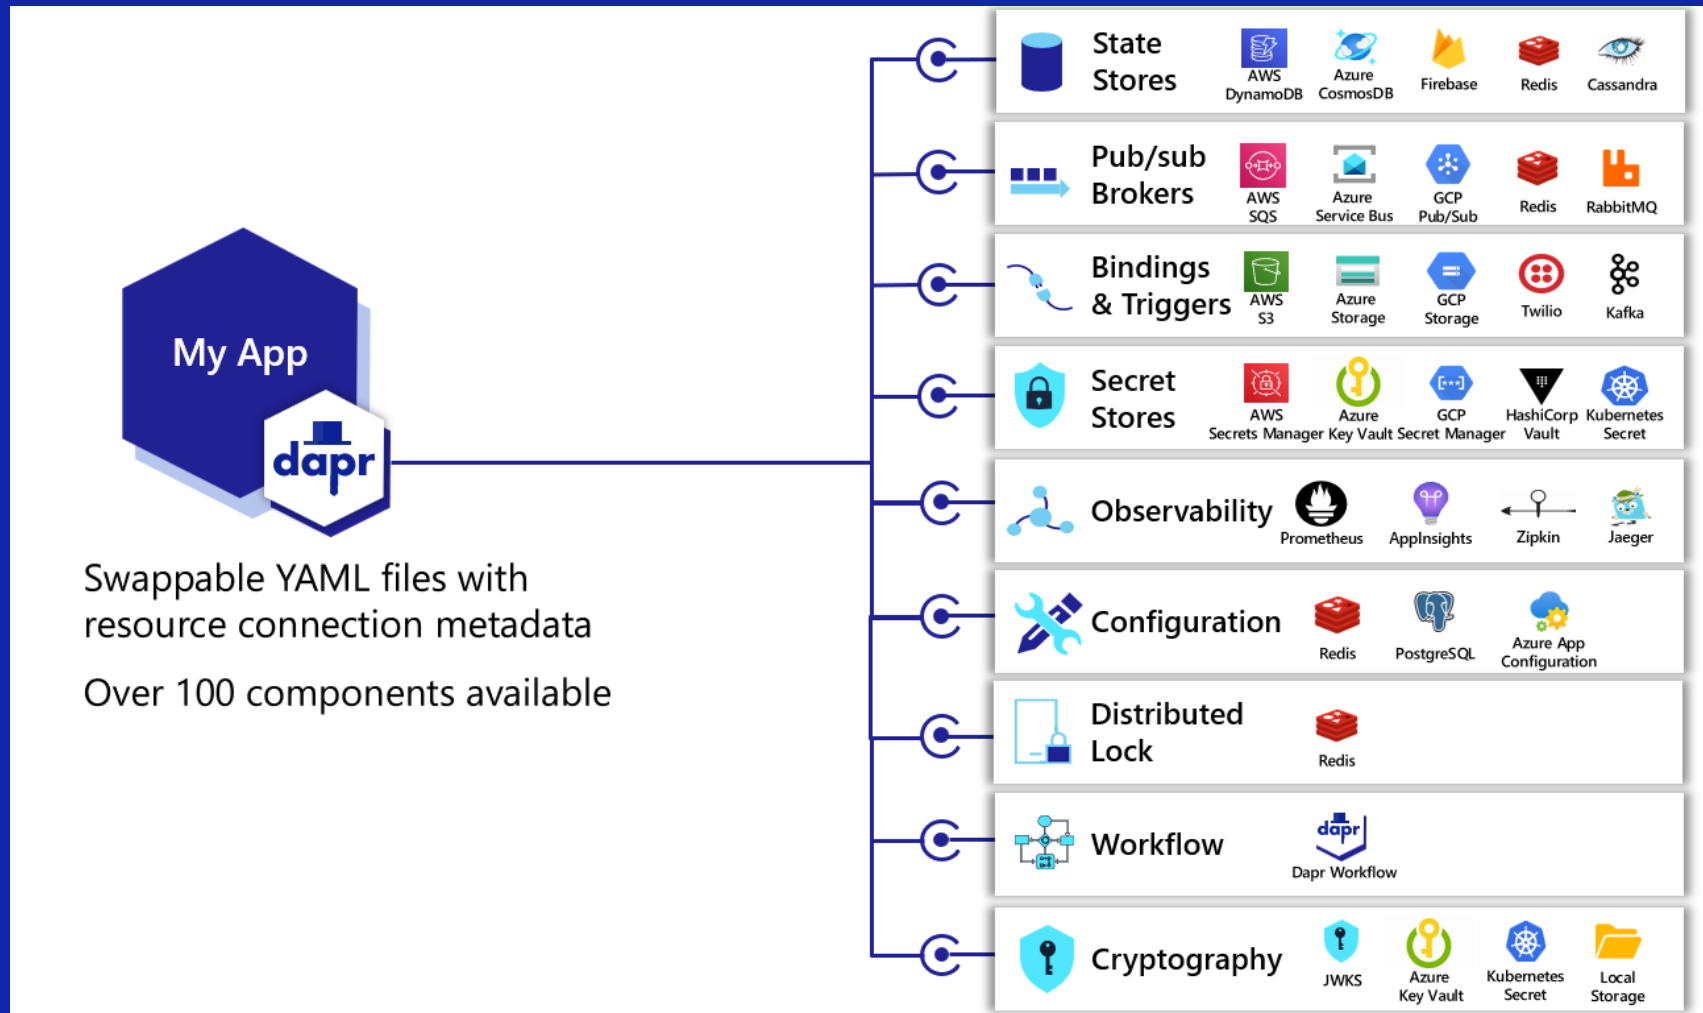 My App
dapr
Swappable YAML files with
resource connection metadata
Over 100 components available
State
Stores
AWS
DynamoDB
Azure
CosmosDB
Firebase
Redis
Cassandra
Pub/sub
Brokers
AWS
SQS
Azure
Service Bus
GCP
Pub/Sub
Redis
RabbitMQ
Bindings
& Triggers
AWS
S3
Azure
Storage
GCP
Storage
Twilio
Kafka
Secret
Stores
AWS
Secrets Manager
Azure
Key Vault
GCP
Secret Manager
HashiCorp
Vault
Kubernetes
Secret
Observability
Prometheus
AppInsights
Zipkin
Jaeger
Configuration
Redis
PostgreSQL
Azure App
Configuration
Distributed
Lock
Redis
Workflow
dapr
Dapr Workflow
Cryptography
JWKS
Azure
Key Vault
Kubernetes
Secret
Local
Storage